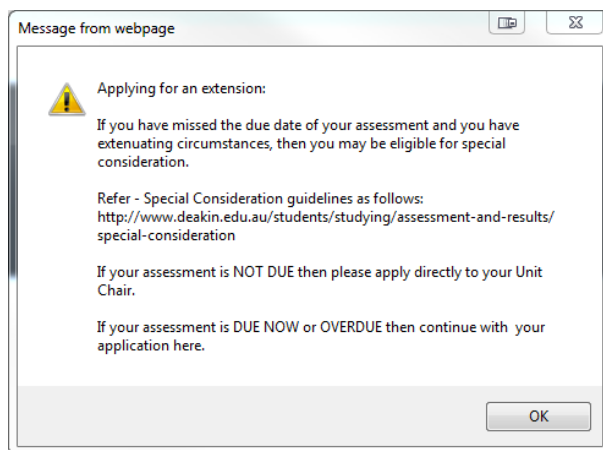 Message from webpage
Applying for an extension:
If you have missed the due date of your assessment and you have
extenuating circumstances, then you may be eligible for special
consideration.
Refer - Special Consideration guidelines as follows:
http://www.deakin.edu.au/students/studying/assessment-and-results/
special-consideration
If your assessment is NOT DUE then please apply directly to your Unit
Chair.
If your assessment is DUE NOW or OVERDUE then continue with  your
application here.
OK